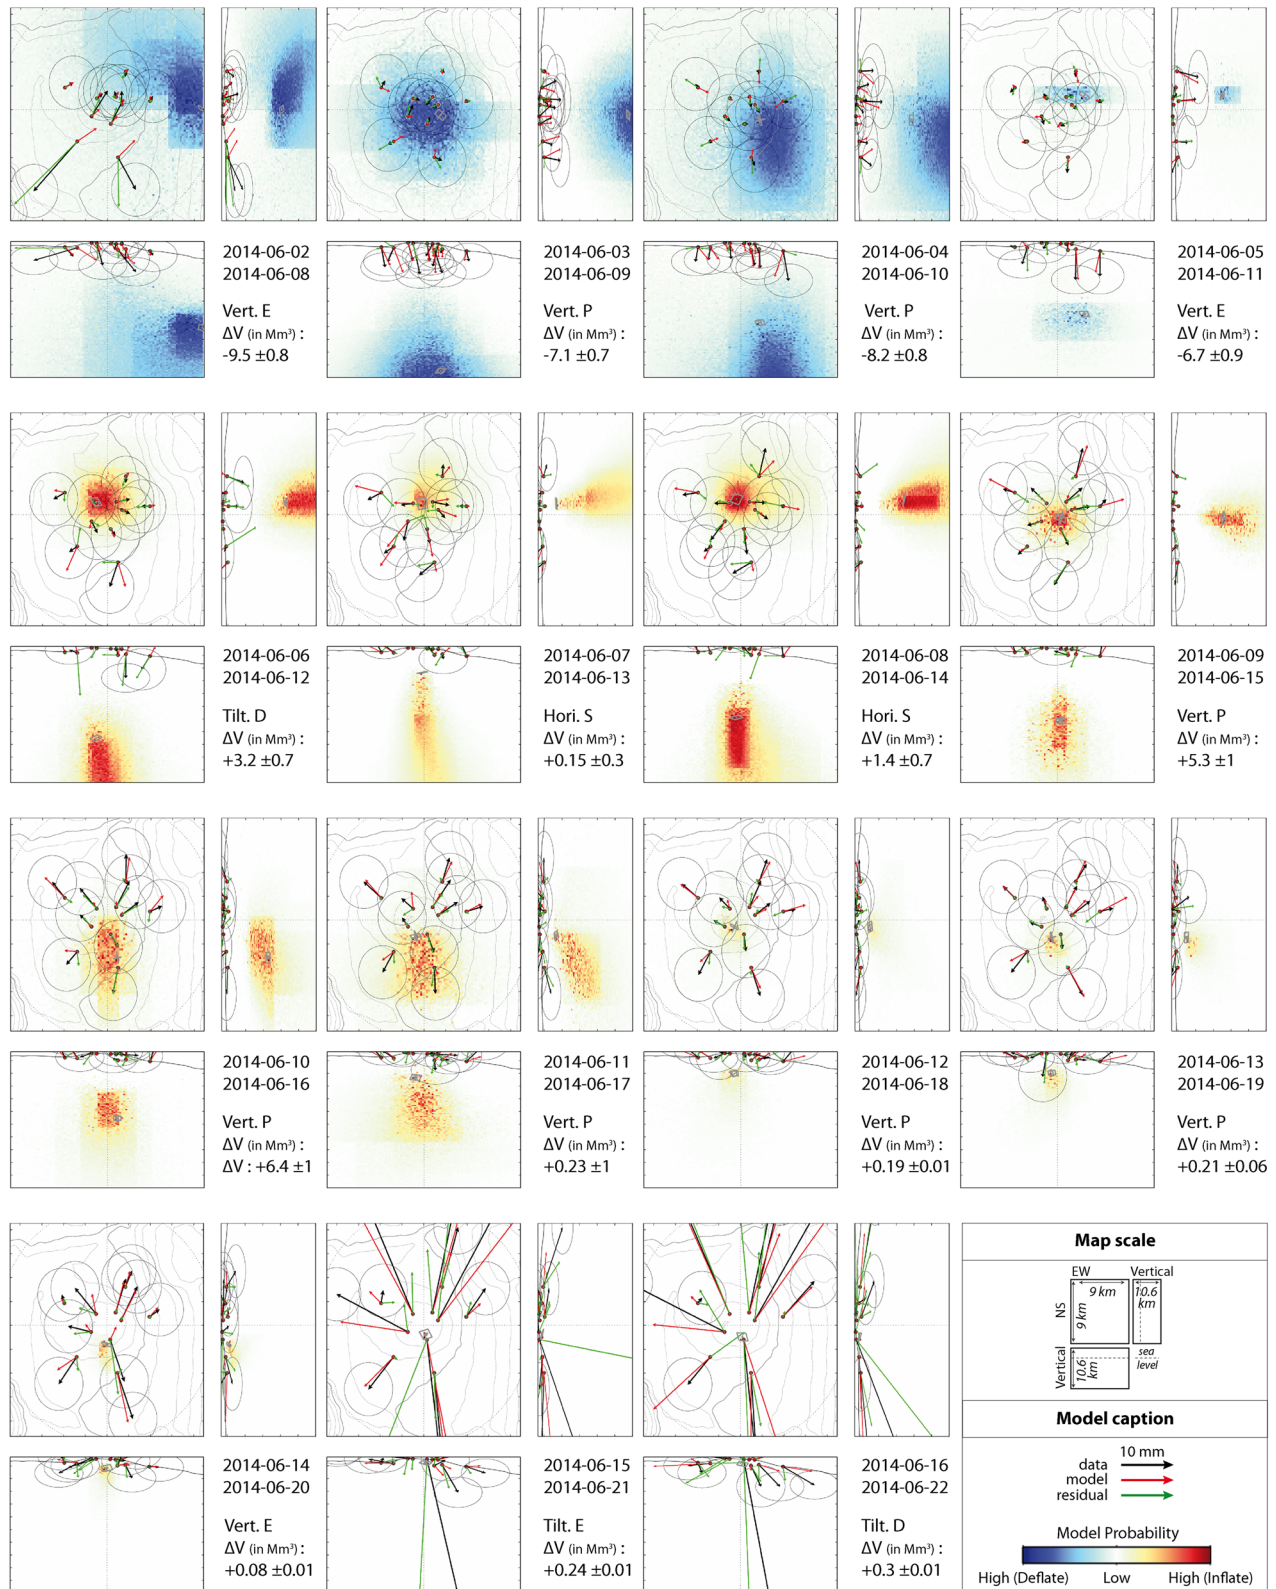 2014-06-02
2014-06-08
Vert. E
ΔV (in Mm³) :
-9.5 ±0.8
2014-06-03
2014-06-09
Vert. P
ΔV (in Mm³) :
-7.1 ±0.7
2014-06-04
2014-06-10
Vert. P
ΔV (in Mm³) :
-8.2 ±0.8
2014-06-05
2014-06-11
Vert. E
ΔV (in Mm³) :
-6.7 ±0.9
2014-06-06
2014-06-12
Tilt. D
ΔV (in Mm³) :
+3.2 ±0.7
2014-06-07
2014-06-13
Hori. S
ΔV (in Mm³) :
+0.15 ±0.3
2014-06-08
2014-06-14
Hori. S
ΔV (in Mm³) :
+1.4 ±0.7
2014-06-09
2014-06-15
Vert. P
ΔV (in Mm³) :
+5.3 ±1
2014-06-10
2014-06-16
Vert. P
ΔV (in Mm³) :
ΔV : +6.4 ±1
2014-06-11
2014-06-17
Vert. P
ΔV (in Mm³) :
+0.23 ±1
2014-06-12
2014-06-18
Vert. P
ΔV (in Mm³) :
+0.19 ±0.01
2014-06-13
2014-06-19
Vert. P
ΔV (in Mm³) :
+0.21 ±0.06
2014-06-14
2014-06-20
Vert. E
ΔV (in Mm³) :
+0.08 ±0.01
2014-06-15
2014-06-21
Tilt. E
ΔV (in Mm³) :
+0.24 ±0.01
2014-06-16
2014-06-22
Tilt. D
ΔV (in Mm³) :
+0.3 ±0.01
Map scale
EW
Vertical
NS
9 km
9 km
10.6 km
Vertical
10.6 km
sea level
Model caption
10 mm
data
model
residual
Model Probability
High (Deflate)
Low
High (Inflate)